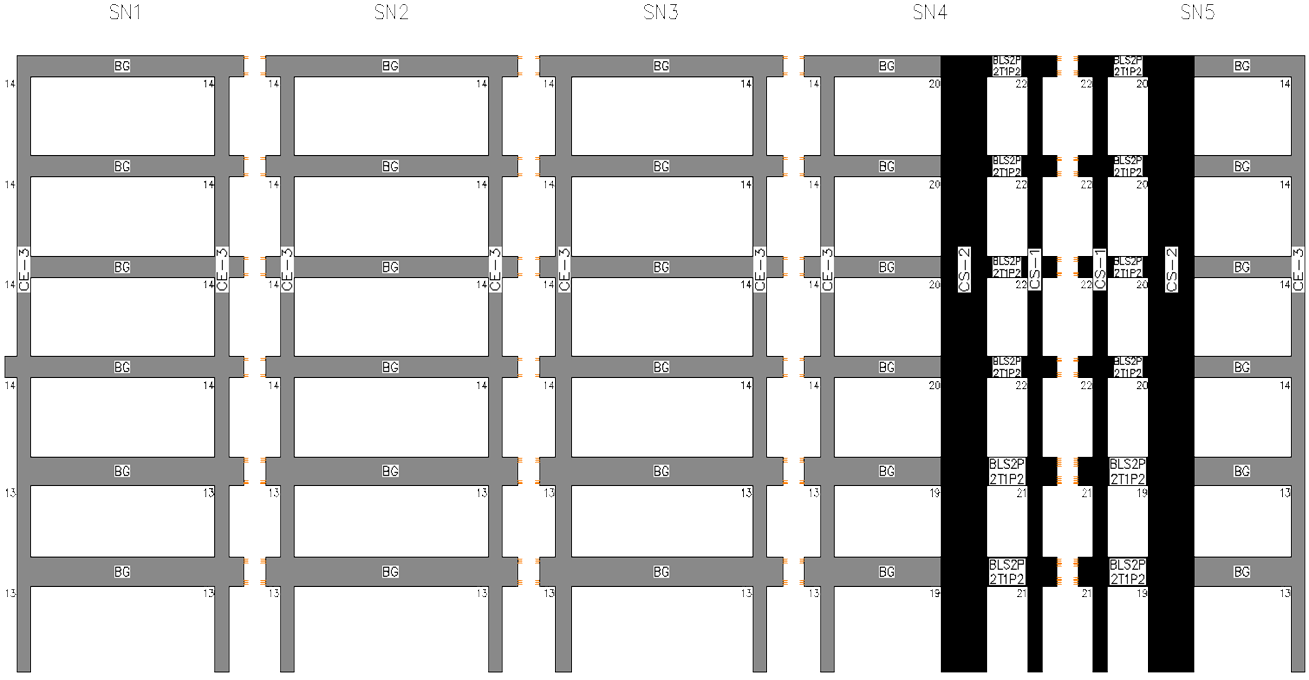 SN1 SN2 SN3 SN4 SN5
BG BG BG BG BLS2P BLS2P BG
2T1P2 2T1P2
14 14 14 14 14 14 14 20 22 22 20 14
BG BG BG BG BLS2P BLS2P BG
2T1P2 2T1P2
14 14 14 14 14 14 14 20 22 22 20 14
CE-3 CE-3 CE-3 CE-3 CE-3 CE-3 CE-3 CS-2 CS-1 CS-1 CS-2 CE-3
BG BG BG BG BLS2P BLS2P BG
2T1P2 2T1P2
14 14 14 14 14 14 14 20 22 22 20 14
BG BG BG BG BLS2P BLS2P BG
2T1P2 2T1P2
14 14 14 14 14 14 14 20 22 22 20 14
BG BG BG BG BLS2P BLS2P BG
2T1P2 2T1P2
13 13 13 13 13 13 13 19 21 21 19 13
BG BG BG BG BLS2P BLS2P BG
2T1P2 2T1P2
13 13 13 13 13 13 13 19 21 21 19 13